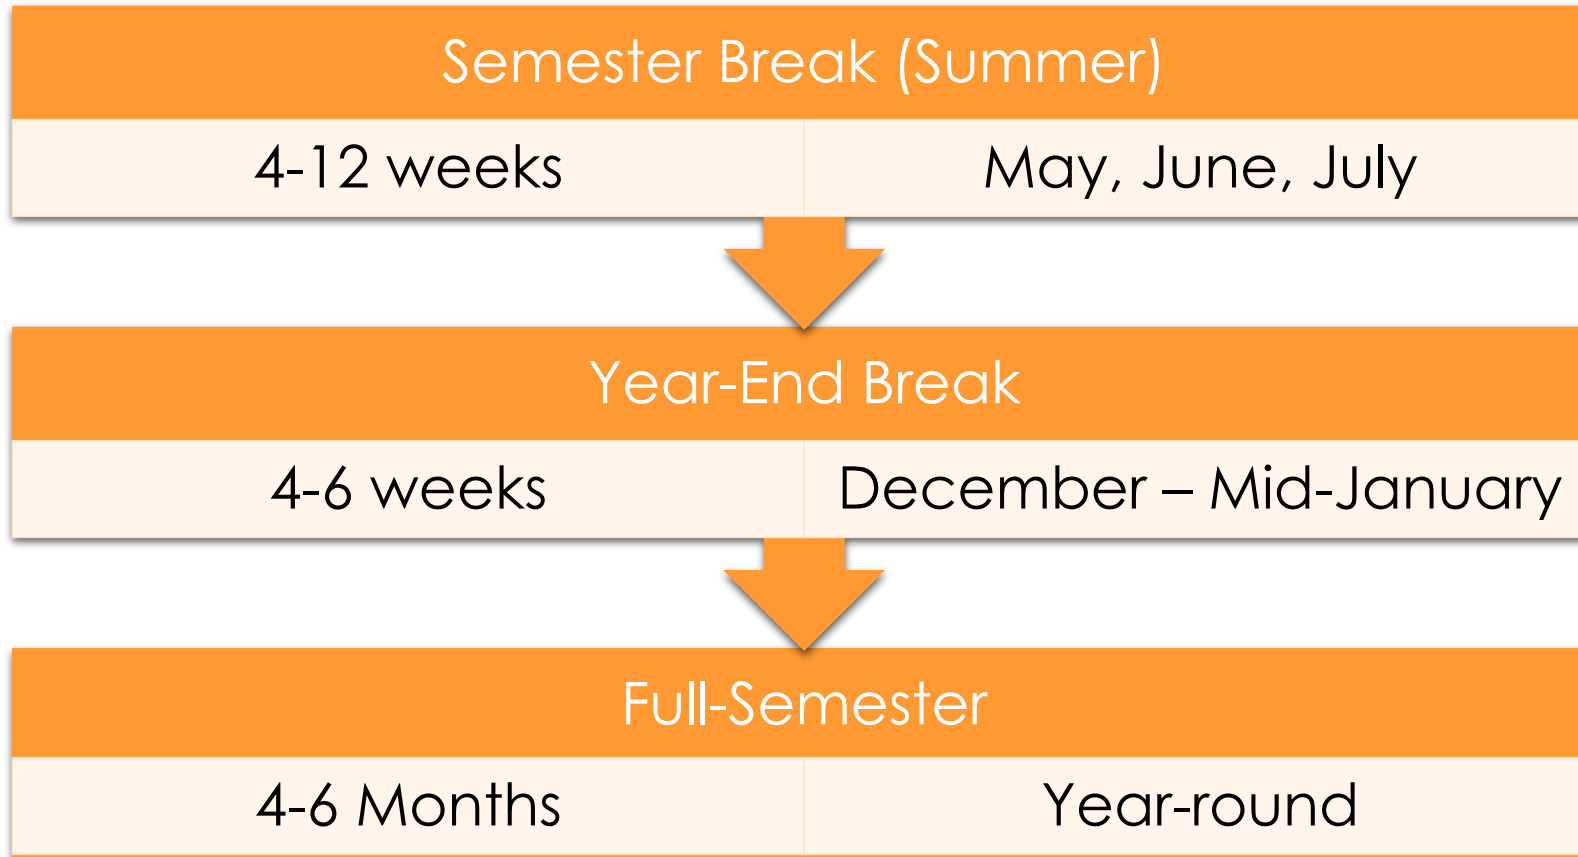 Semester Break (Summer)
4-12 weeks
May, June, July
Year-End Break
4-6 weeks
December – Mid-January
Full-Semester
4-6 Months
Year-round